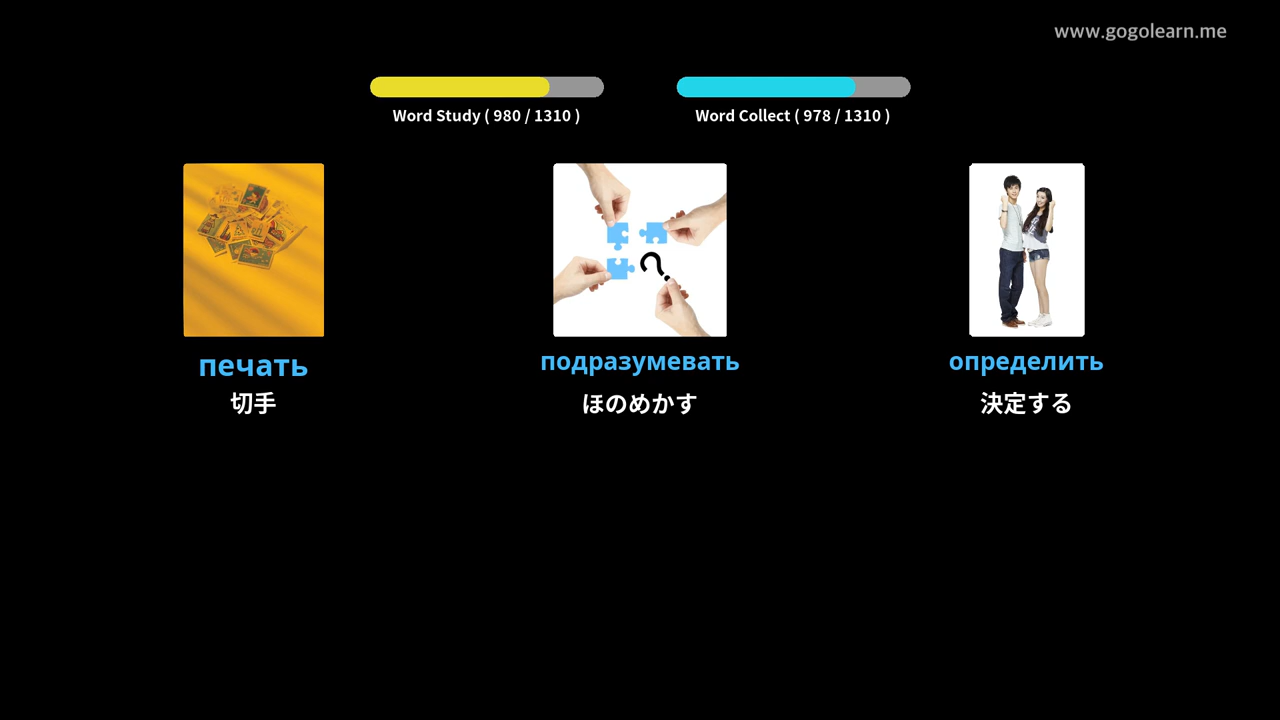 www.gogolearn.me
Word Study ( 980 / 1310 )
Word Collect ( 978 / 1310 )
печать
подразумевать
определить
切手
ほのめかす
決定する